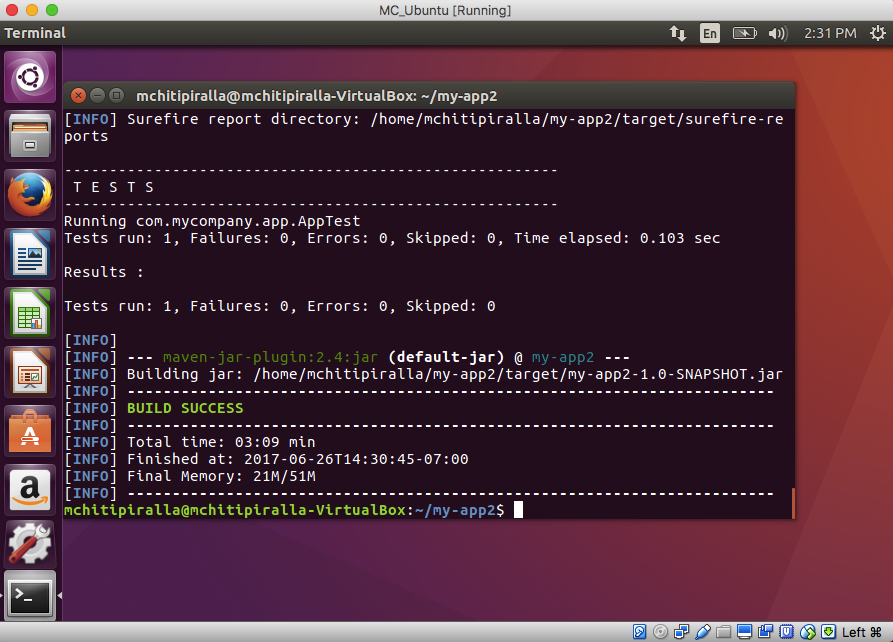 MC_Ubuntu [Running]
Terminal
En
2:31 PM
mchitipiralla@mchitipiralla-VirtualBox: ~/my-app2
[INFO] Surefire report directory: /home/mchitipiralla/my-app2/target/surefire-re
ports
-------------------------------------------------------
 T E S T S
-------------------------------------------------------
Running com.mycompany.app.AppTest
Tests run: 1, Failures: 0, Errors: 0, Skipped: 0, Time elapsed: 0.103 sec
Results :
Tests run: 1, Failures: 0, Errors: 0, Skipped: 0
[INFO]
[INFO] --- maven-jar-plugin:2.4:jar (default-jar) @ my-app2 ---
[INFO] Building jar: /home/mchitipiralla/my-app2/target/my-app2-1.0-SNAPSHOT.jar
[INFO] ------------------------------------------------------------------------
[INFO] BUILD SUCCESS
[INFO] ------------------------------------------------------------------------
[INFO] Total time: 03:09 min
[INFO] Finished at: 2017-06-26T14:30:45-07:00
[INFO] Final Memory: 21M/51M
[INFO] ------------------------------------------------------------------------
mchitipiralla@mchitipiralla-VirtualBox:~/my-app2$
a
>_
Left ⌘